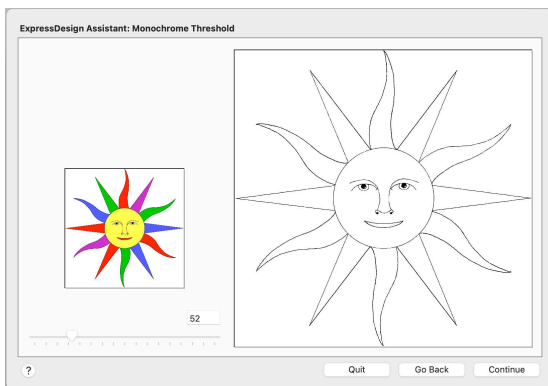 ExpressDesign Assistant: Monochrome Threshold
52
?
Quit
Go Back
Continue